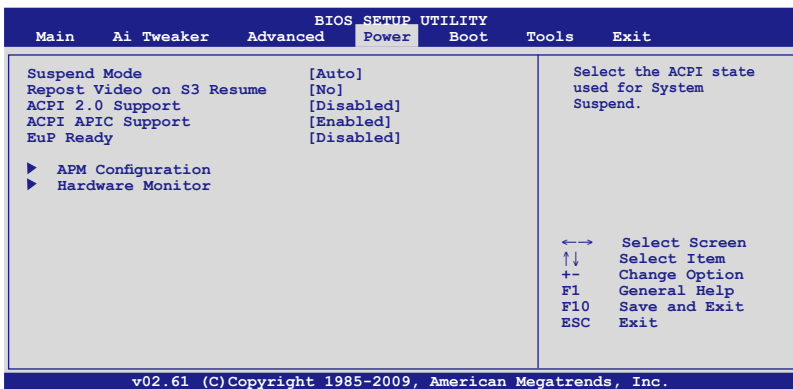 BIOS SETUP UTILITY
Main Ai Tweaker Advanced Power Boot Tools Exit
Suspend Mode [Auto]
Repost Video on S3 Resume [No]
ACPI 2.0 Support [Disabled]
ACPI APIC Support [Enabled]
EuP Ready [Disabled]
▶ APM Configuration
▶ Hardware Monitor
Select the ACPI state
used for System
Suspend.
←→ Select Screen
↑↓ Select Item
+- Change Option
F1 General Help
F10 Save and Exit
ESC Exit
v02.61 (C)Copyright 1985-2009, American Megatrends, Inc.